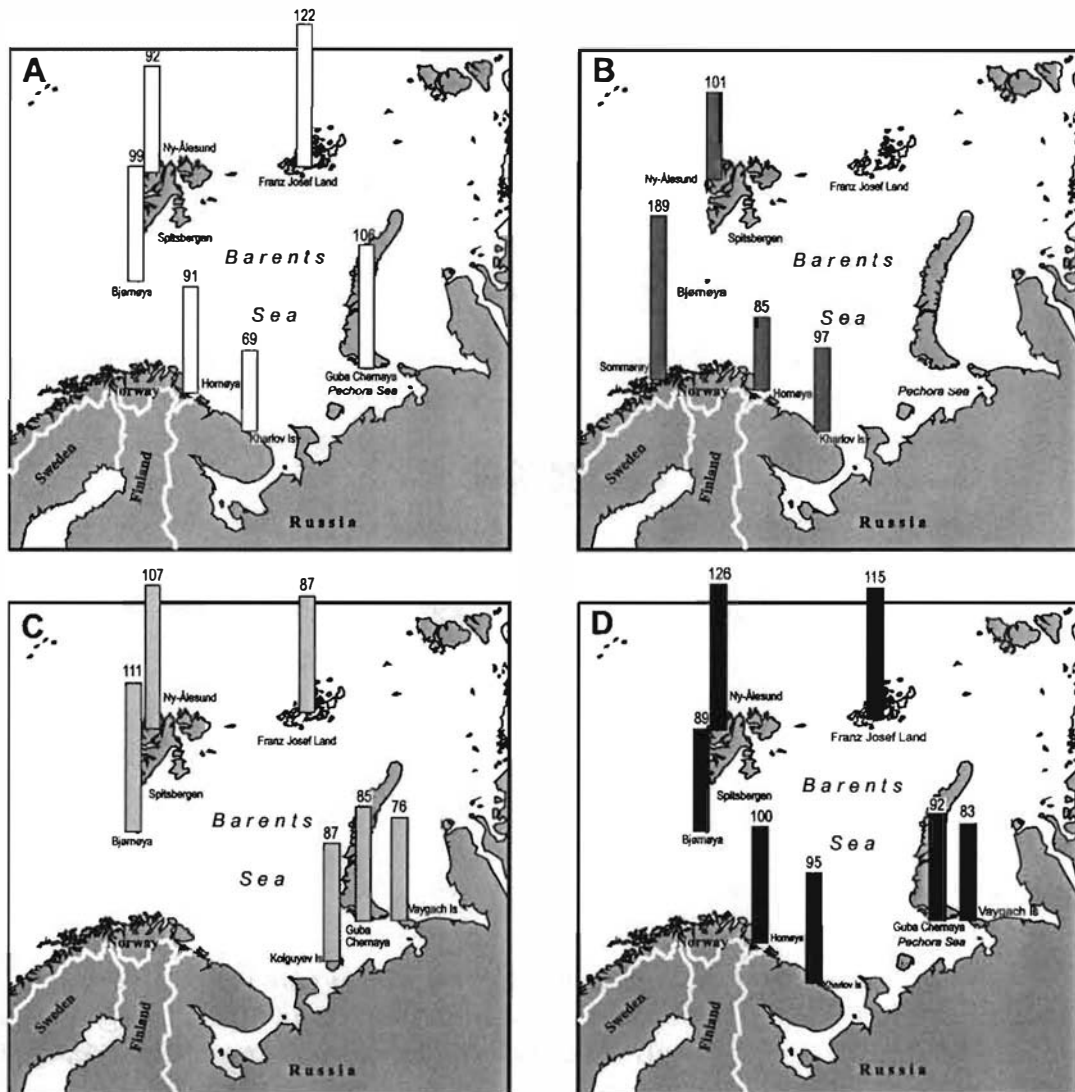 A
122
92
Ny-Ålesund
99
Franz Josef Land
Spitsbergen
106
Barents
Bjørnøya
91
Sea
69
Hornøya
Guba Chernaya
Pechora Sea
Norway
Kharlov Is
Sweden
Finland
Russia
B
101
Ny-Ålesund
Franz Josef Land
189
Spitsbergen
Barents
Bjørnøya
85
Sea
97
Sommarøy
Norway
Hornøya
Pechora Sea
Kharlov Is
Sweden
Finland
Russia
C
107
87
111
Ny-Ålesund
Franz Josef Land
Spitsbergen
Barents
85
76
Bjørnøya
87
Sea
Vaygach Is
Guba
Chernaya
Norway
Kolguyev Is
Sweden
Finland
Russia
D
126
115
Ny-Ålesund
89
Franz Josef Land
Spitsbergen
Barents
92
83
Bjørnøya
100
Sea
95
Vaygach Is
Guba Chernaya
Pechora Sea
Norway
Hornøya
Kharlov Is
Sweden
Finland
Russia